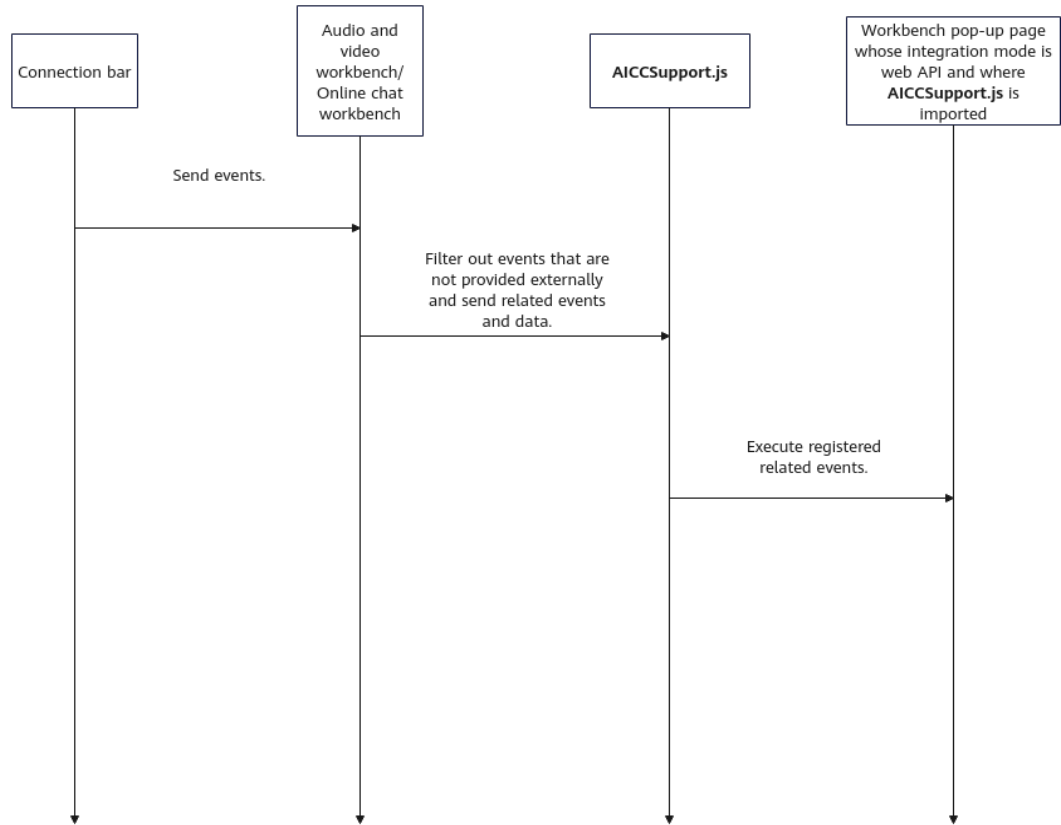 Connection bar
Audio and
video
workbench/
Online chat
workbench
AICCSupport.js
Workbench pop-up page
whose integration mode is
web API and where
AICCSupport.js is
imported
Send events.
Filter out events that are
not provided externally
and send related events
and data.
Execute registered
related events.